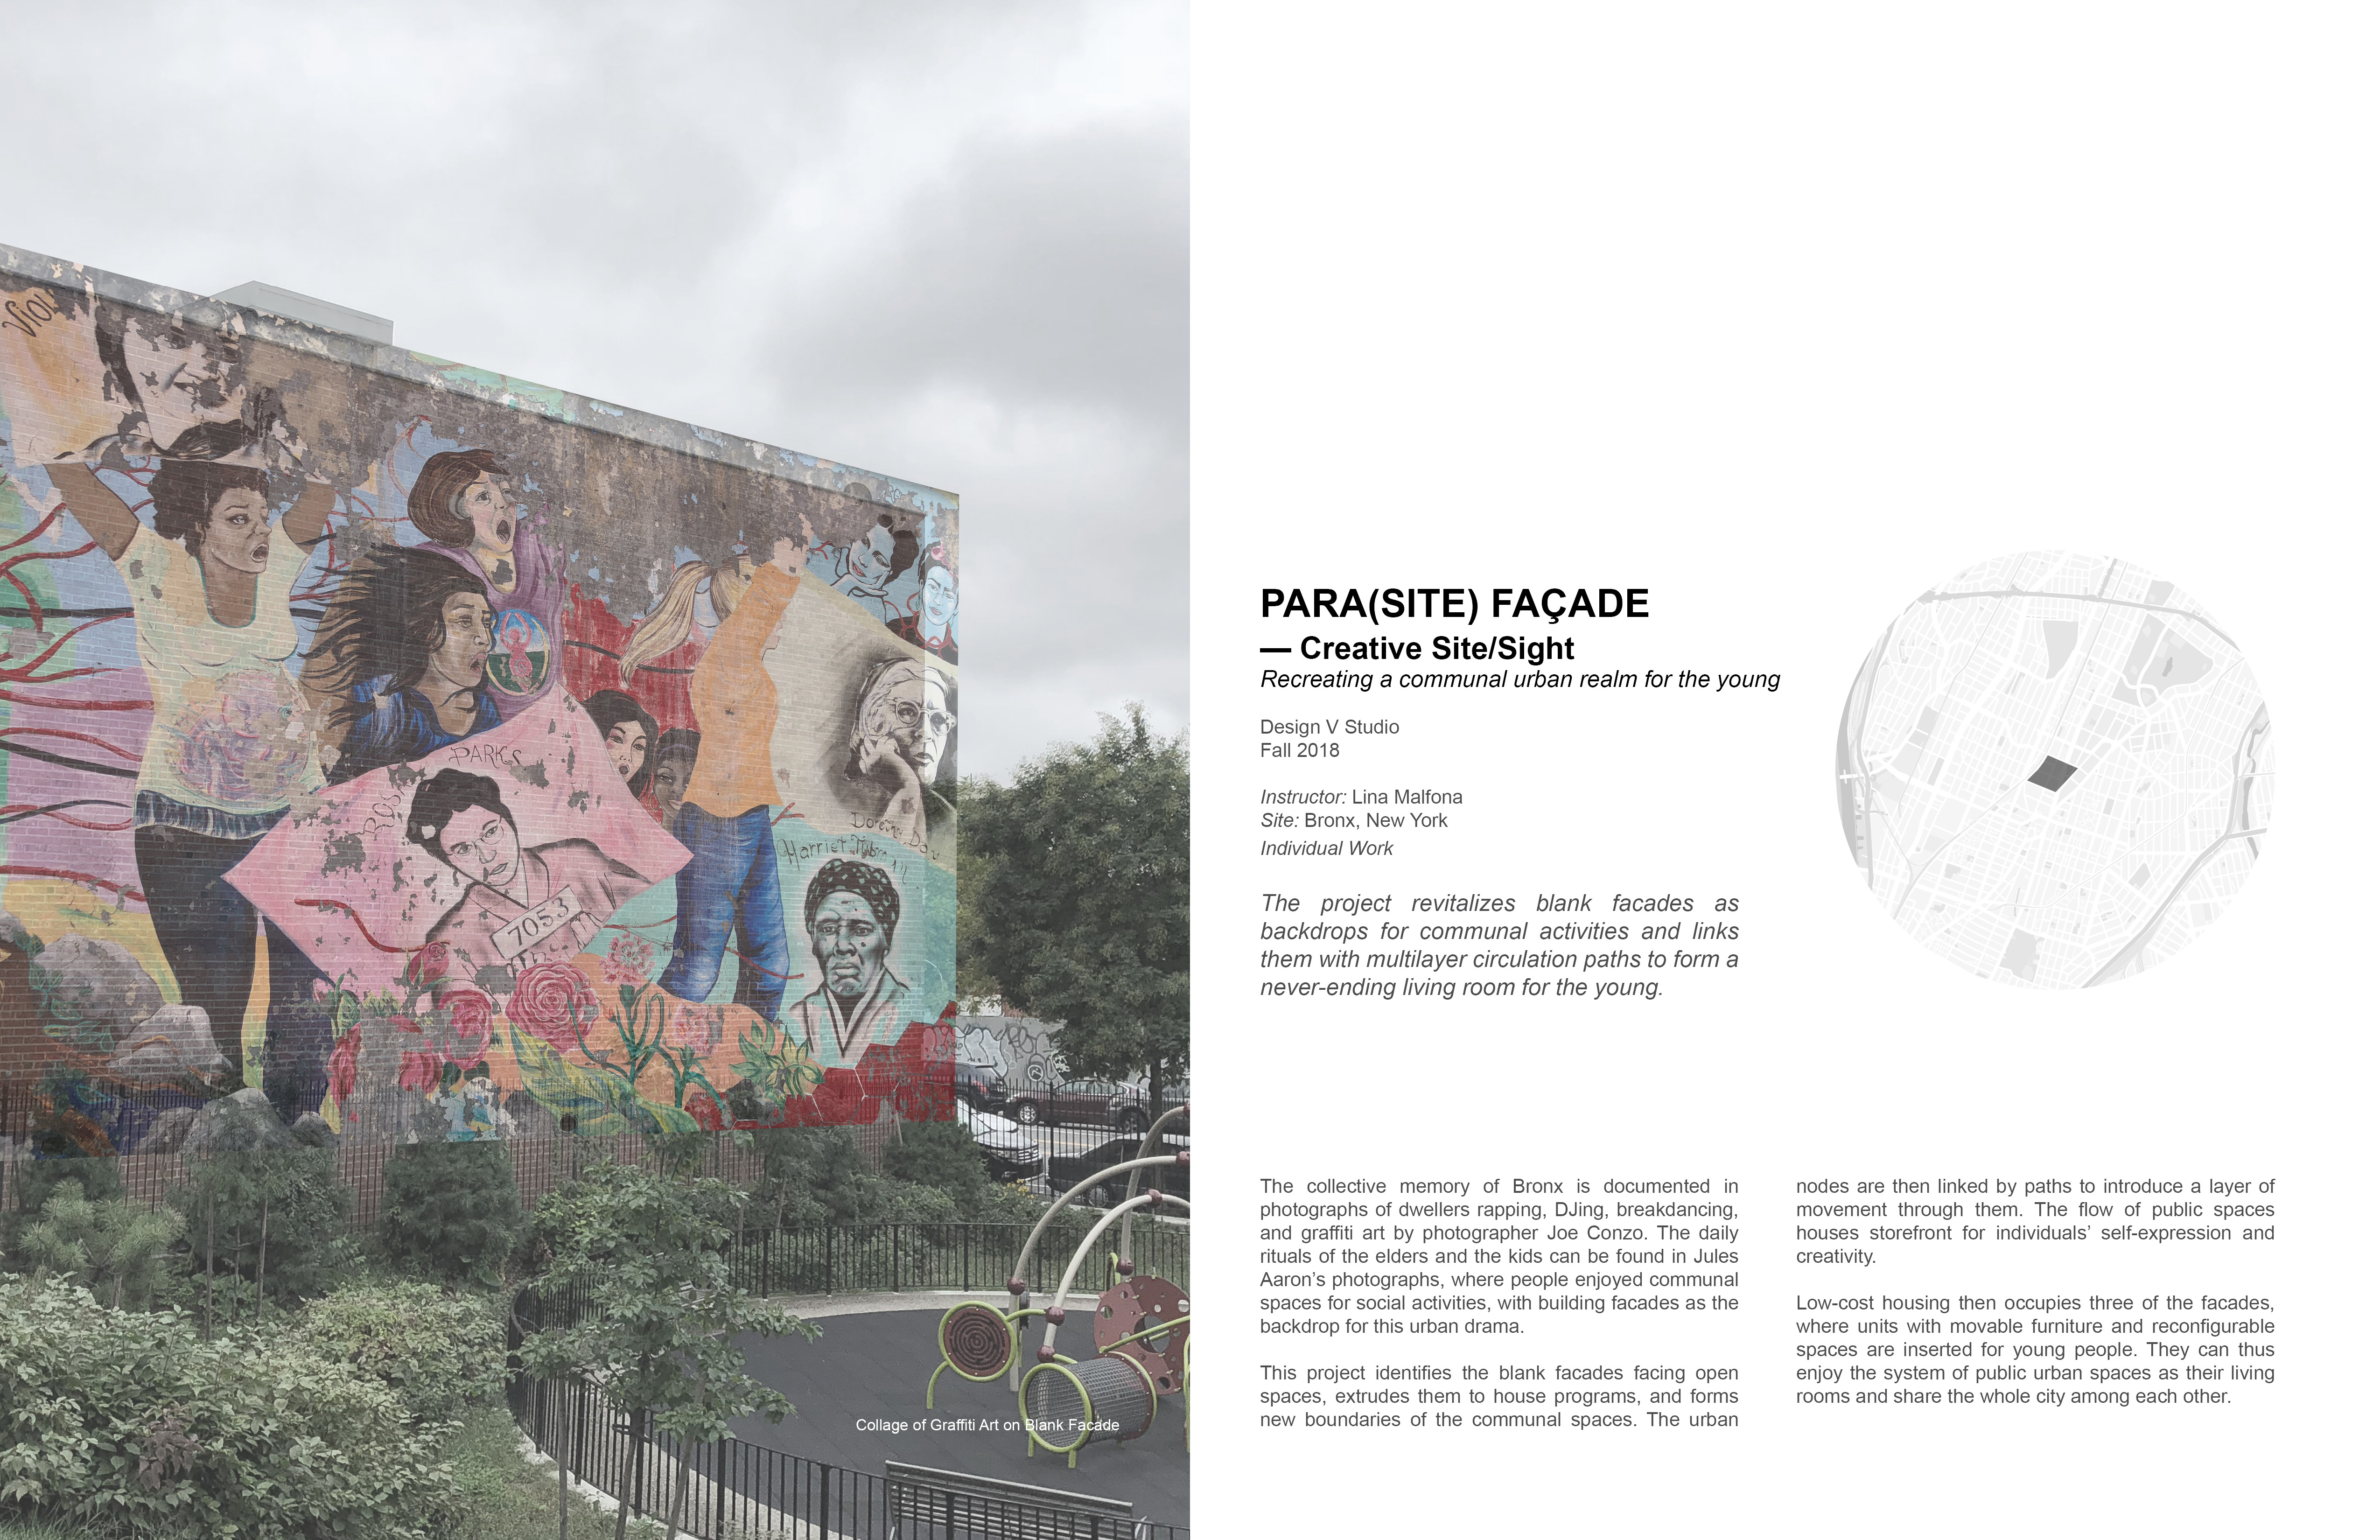 Viol
ROSA PARKS
7053
Dorothy Day
Harriet Tubman
Collage of Graffiti Art on Blank Facade
PARA(SITE) FAÇADE
— Creative Site/Sight
Recreating a communal urban realm for the young
Design V Studio
Fall 2018
Instructor: Lina Malfona
Site: Bronx, New York
Individual Work
The project revitalizes blank facades as
backdrops for communal activities and links
them with multilayer circulation paths to form a
never-ending living room for the young.
The collective memory of Bronx is documented in
photographs of dwellers rapping, DJing, breakdancing,
and graffiti art by photographer Joe Conzo. The daily
rituals of the elders and the kids can be found in Jules
Aaron’s photographs, where people enjoyed communal
spaces for social activities, with building facades as the
backdrop for this urban drama.
This project identifies the blank facades facing open
spaces, extrudes them to house programs, and forms
new boundaries of the communal spaces. The urban
nodes are then linked by paths to introduce a layer of
movement through them. The flow of public spaces
houses storefront for individuals’ self-expression and
creativity.
Low-cost housing then occupies three of the facades,
where units with movable furniture and reconfigurable
spaces are inserted for young people. They can thus
enjoy the system of public urban spaces as their living
rooms and share the whole city among each other.